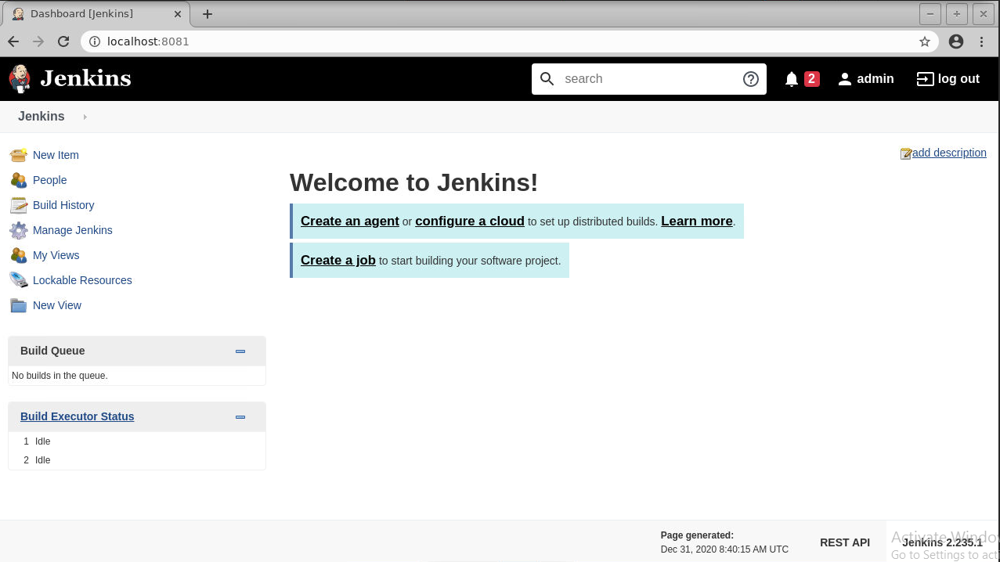 Dashboard [Jenkins]
localhost:8081
Jenkins
search
2
admin
log out
Jenkins
New Item
People
Build History
Manage Jenkins
My Views
Lockable Resources
New View
add description
Welcome to Jenkins!
Create an agent or configure a cloud to set up distributed builds. Learn more.
Create a job to start building your software project.
Build Queue
No builds in the queue.
Build Executor Status
1 Idle
2 Idle
Page generated:
Dec 31, 2020 8:40:15 AM UTC
REST API
Jenkins 2.235.1
Activate Windo
Go to Settings to act